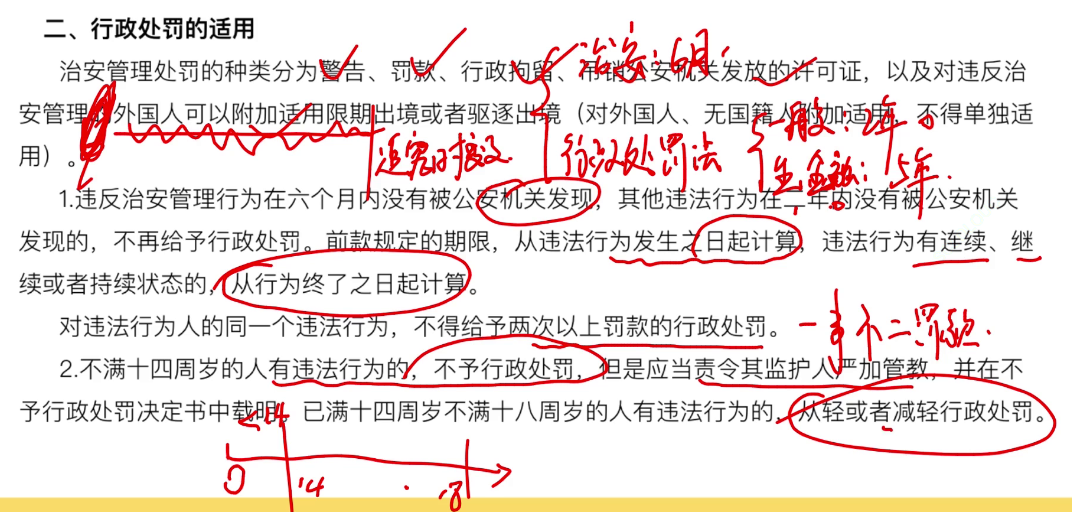 二、行政处罚的适用
治安管理处罚的种类分为警告、罚款、行政拘留、吊销公安机关发放的许可证，以及对违反治
安管理的外国人可以附加适用限期出境或者驱逐出境（对外国人、无国籍人附加适用，不得单独适
用）。
治安：6月
行政处罚法
一般：2年
生金融：5年
追究时效
1.违反治安管理行为在六个月内没有被公安机关发现，其他违法行为在二年内没有被公安机关
发现的，不再给予行政处罚。前款规定的期限，从违法行为发生之日起计算，违法行为有连续、继
续或者持续状态的，从行为终了之日起计算。
对违法行为人的同一个违法行为，不得给予两次以上罚款的行政处罚。
一事不二罚款
2.不满十四周岁的人有违法行为的，不予行政处罚，但是应当责令其监护人严加管教，并在不
予行政处罚决定书中载明。已满十四周岁不满十八周岁的人有违法行为的，从轻或者减轻行政处罚。
<14
0 14 18